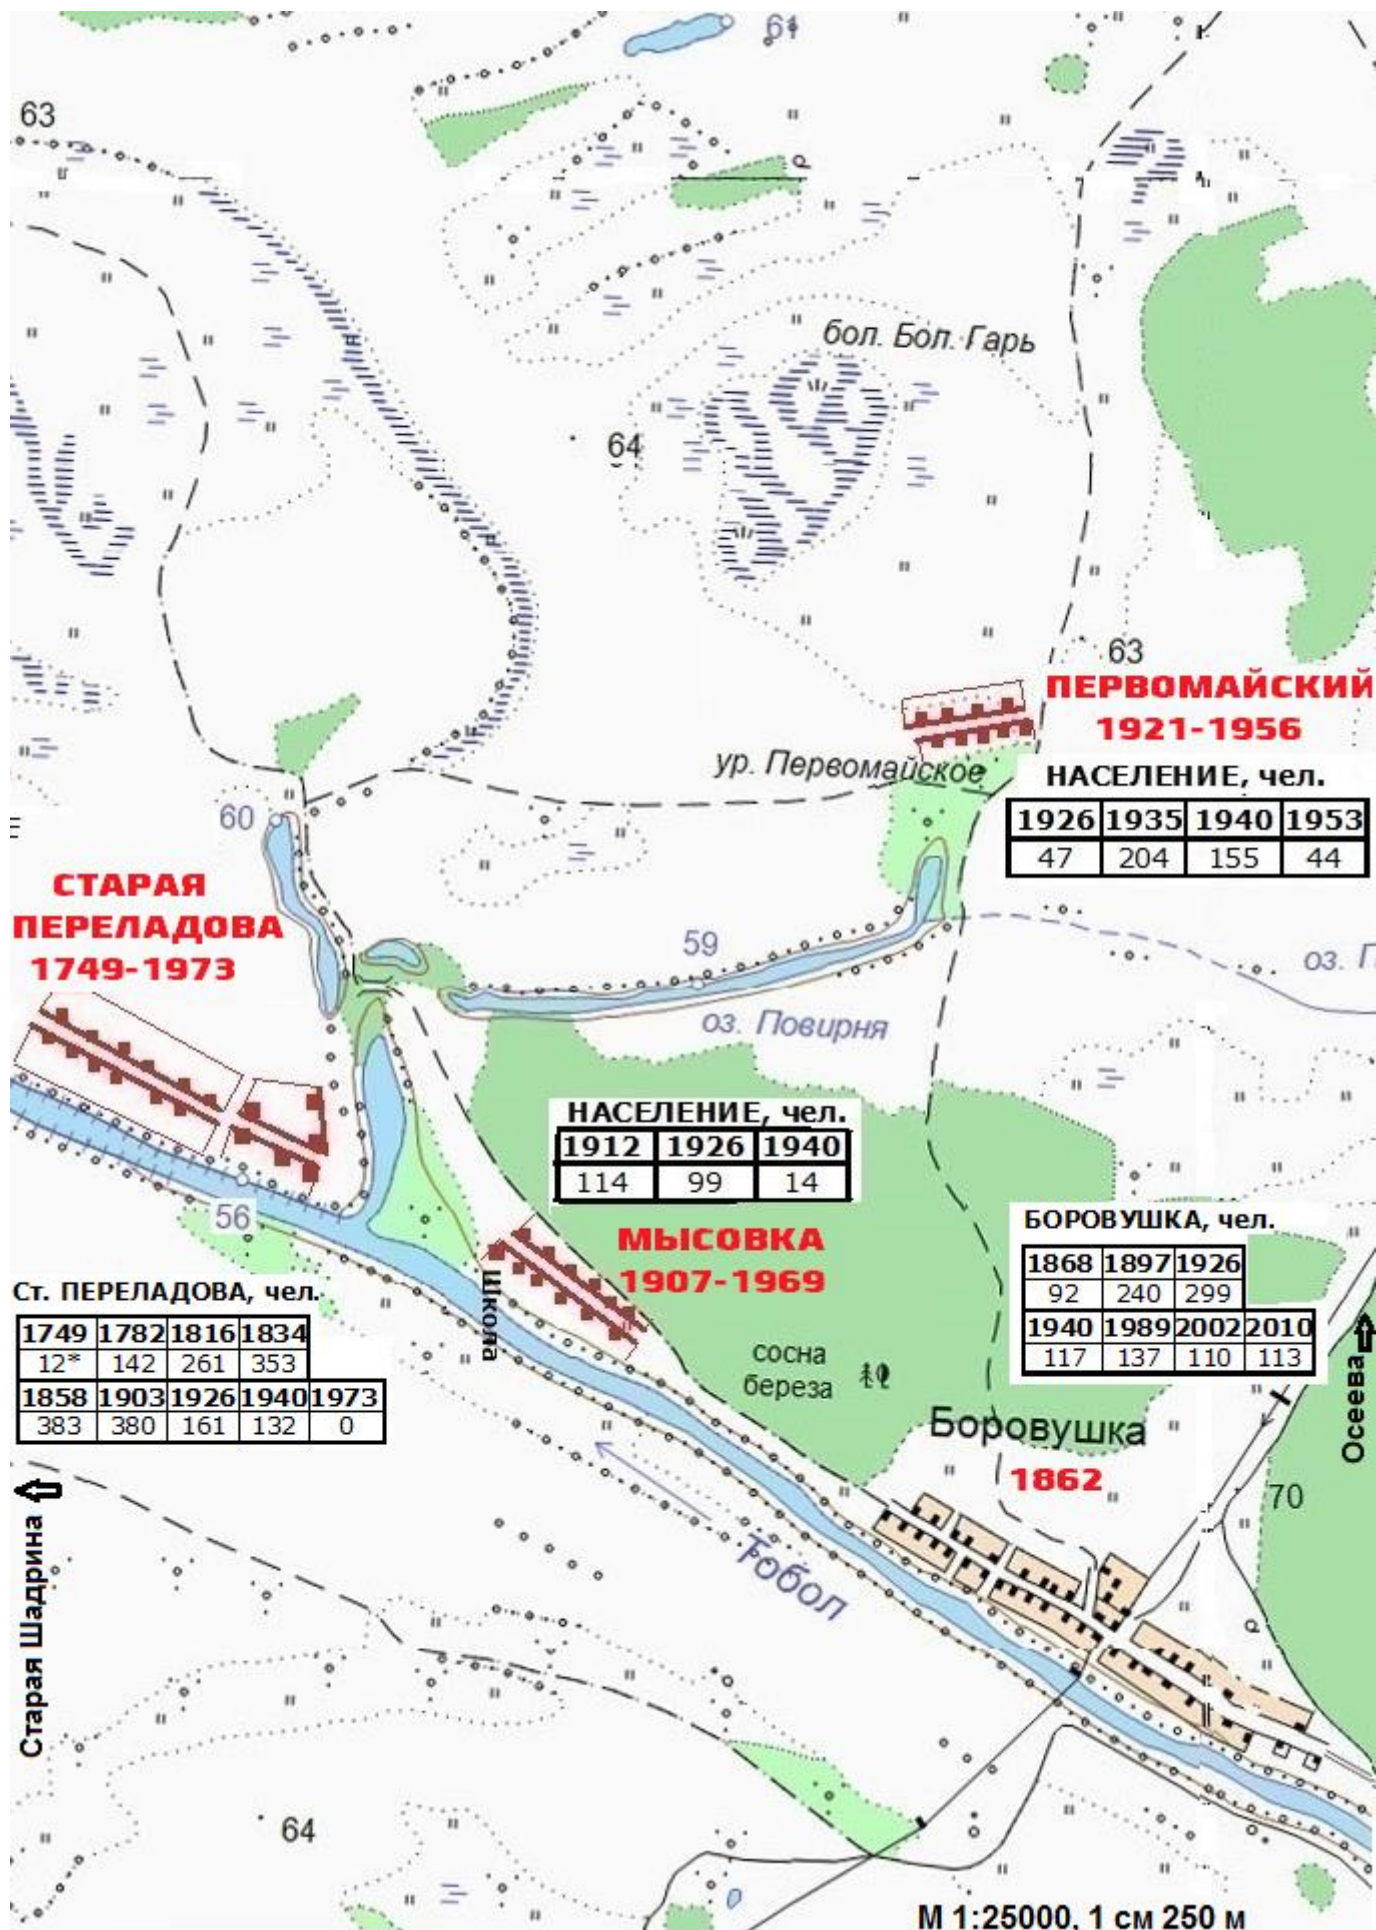 61
63
бол. Бол. Гарь
64
63
ПЕРВОМАЙСКИЙ
1921-1956
ур. Первомайское
НАСЕЛЕНИЕ, чел.
1926 1935 1940 1953
47 204 155 44
60
СТАРАЯ
ПЕРЕЛАДОВА
1749-1973
59
оз. П
оз. Повирня
НАСЕЛЕНИЕ, чел.
1912 1926 1940
114 99 14
МЫСОВКА
1907-1969
56
Школа
БОРОВУШКА, чел.
1868 1897 1926
92 240 299
1940 1989 2002 2010
117 137 110 113
Ст. ПЕРЕЛАДОВА, чел.
1749 1782 1816 1834
12* 142 261 353
1858 1903 1926 1940 1973
383 380 161 132 0
сосна
береза
Осеева
Боровушка
1862
70
Старая Шадрина
Тобол
64
М 1:25000, 1 см 250 м